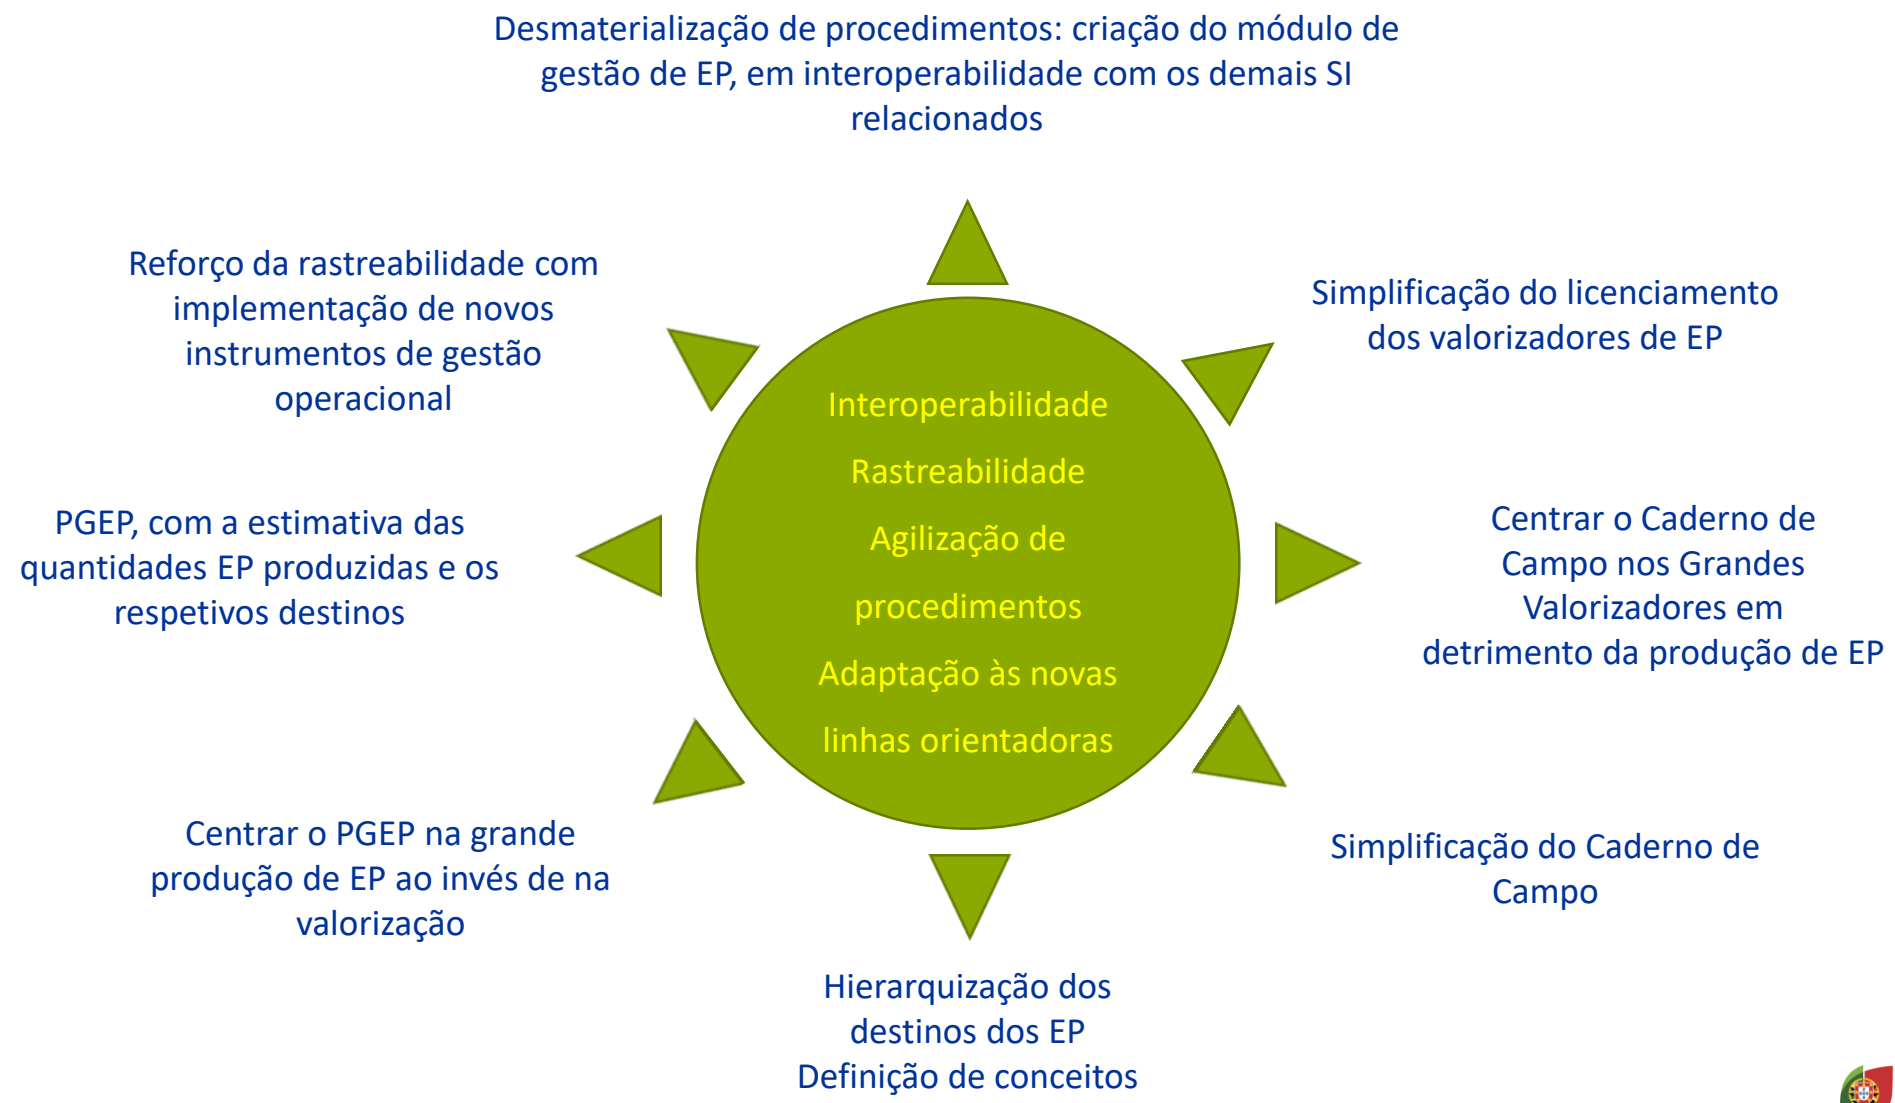 Desmaterialização de procedimentos: criação do módulo de
gestão de EP, em interoperabilidade com os demais SI
relacionados
Reforço da rastreabilidade com
implementação de novos
instrumentos de gestão
operacional
Simplificação do licenciamento
dos valorizadores de EP
Interoperabilidade
Rastreabilidade
Agilização de
procedimentos
Adaptação às novas
linhas orientadoras
PGEP, com a estimativa das
quantidades EP produzidas e os
respetivos destinos
Centrar o Caderno de
Campo nos Grandes
Valorizadores em
detrimento da produção de EP
Centrar o PGEP na grande
produção de EP ao invés de na
valorização
Simplificação do Caderno de
Campo
Hierarquização dos
destinos dos EP
Definição de conceitos